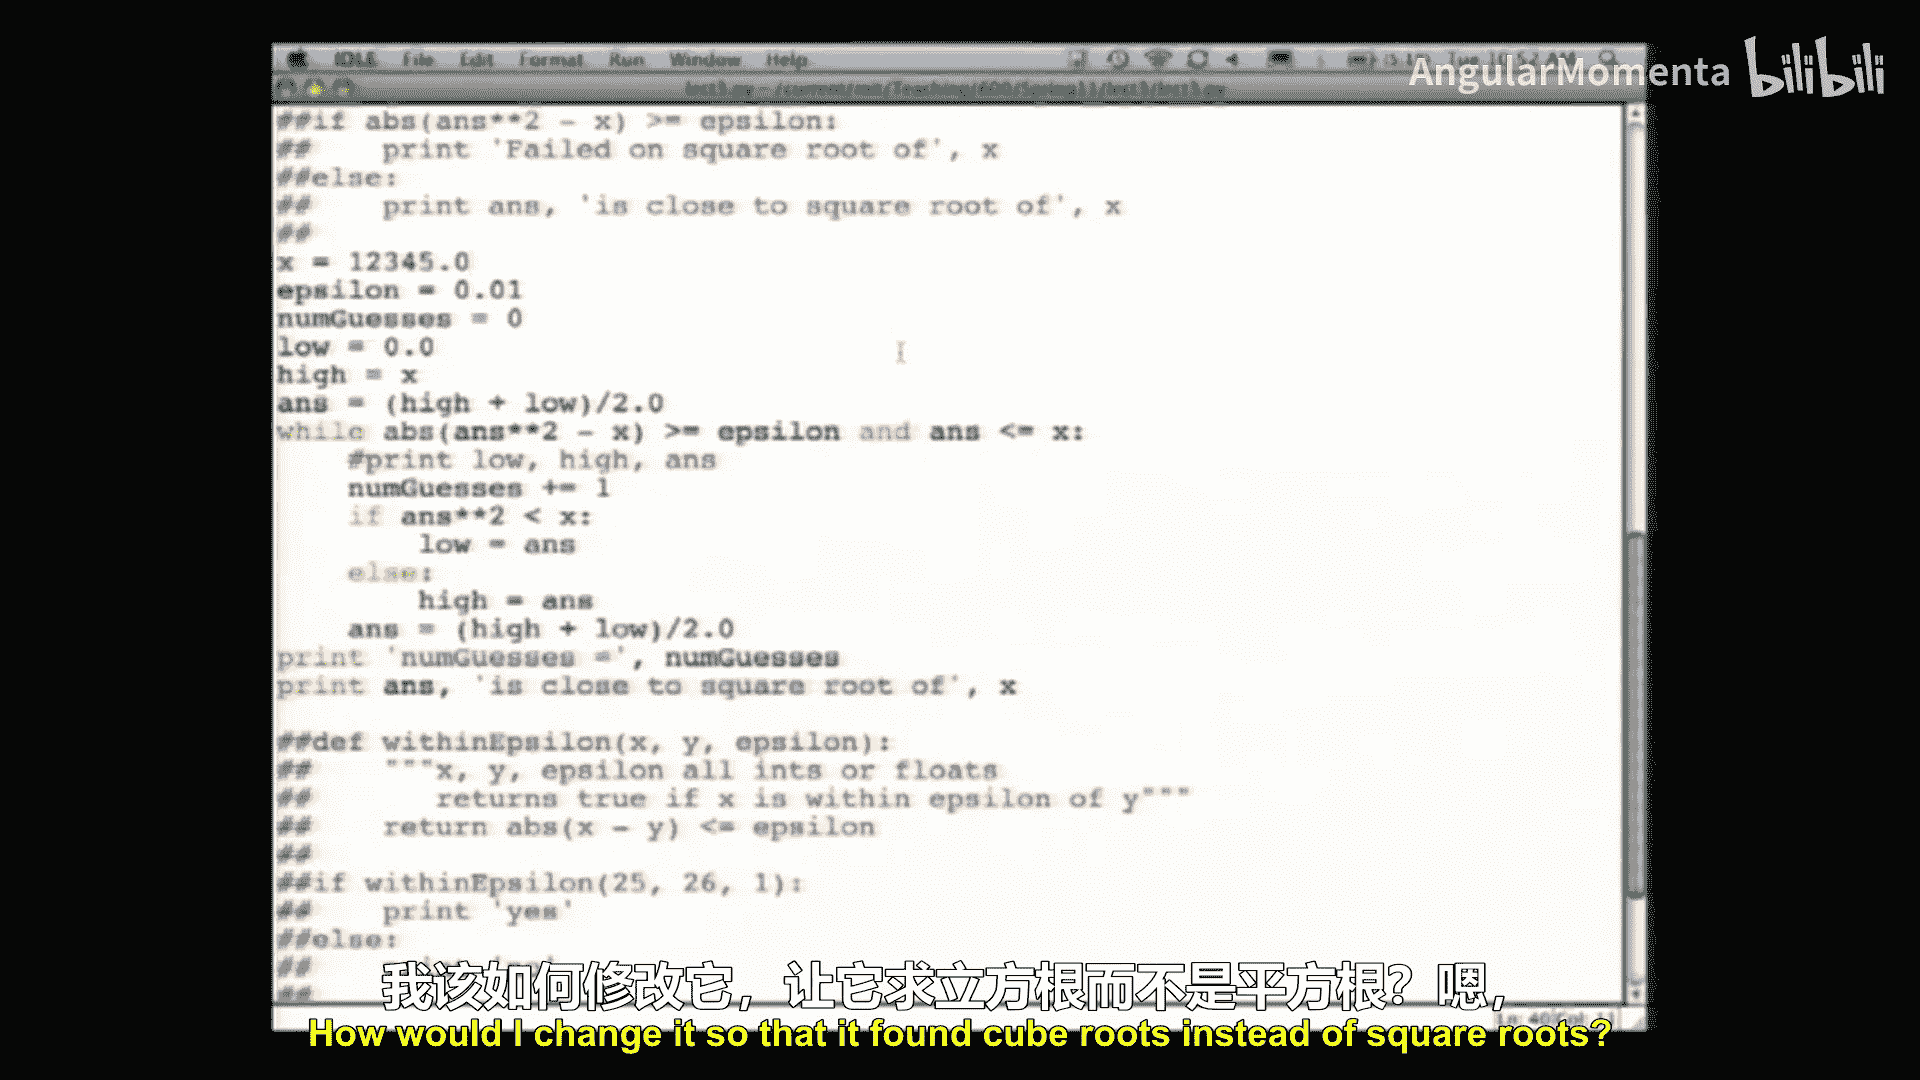 IDLE File Edit Format Run Window Help
AngularMomenta bilibili
##if abs(ans**2 - x) >= epsilon:
##    print 'Failed on square root of', x
##else:
##    print ans, 'is close to square root of', x
##
x = 12345.0
epsilon = 0.01
numGuesses = 0
low = 0.0
high = x
ans = (high + low)/2.0
while abs(ans**2 - x) >= epsilon and ans <= x:
    #print low, high, ans
    numGuesses += 1
    if ans**2 < x:
        low = ans
    else:
        high = ans
    ans = (high + low)/2.0
print 'numGuesses =', numGuesses
print ans, 'is close to square root of', x
##def withinEpsilon(x, y, epsilon):
##    """x, y, epsilon all ints or floats
##       returns true if x is within epsilon of y"""
##    return abs(x - y) <= epsilon
##
##if withinEpsilon(25, 26, 1):
##    print 'yes'
##else:
##
##
我该如何修改它，让它求立方根而不是平方根？嗯，
How would I change it so that it found cube roots instead of square roots?